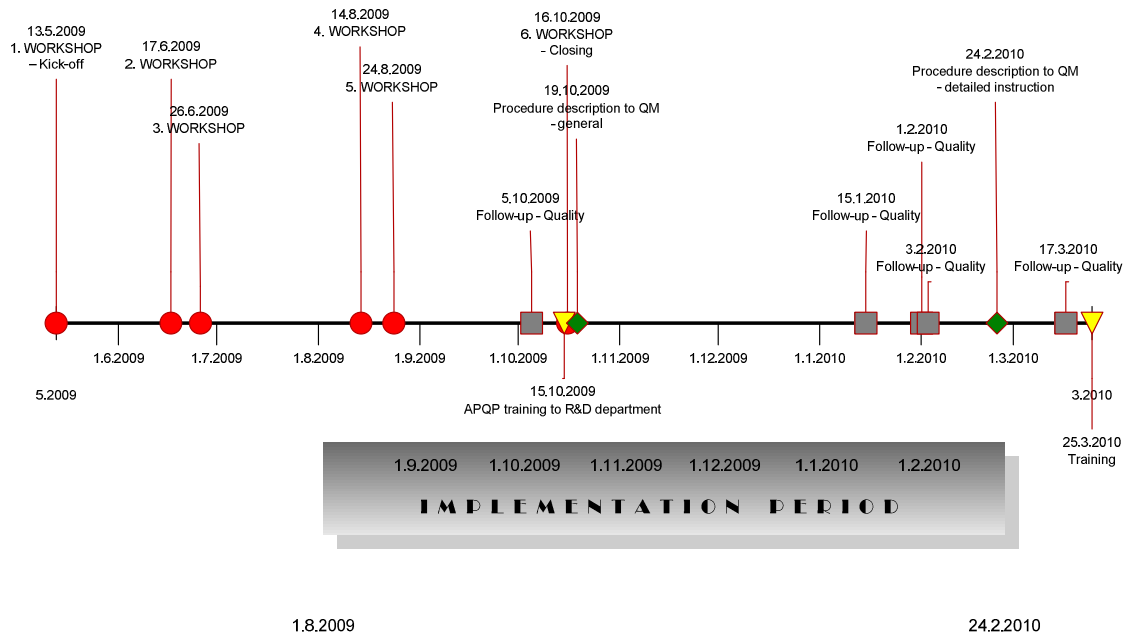 13.5.2009
1. WORKSHOP
– Kick-off
17.6.2009
2. WORKSHOP
26.6.2009
3. WORKSHOP
14.8.2009
4. WORKSHOP
24.8.2009
5. WORKSHOP
16.10.2009
6. WORKSHOP
- Closing
19.10.2009
Procedure description to QM
- general
5.10.2009
Follow-up - Quality
24.2.2010
Procedure description to QM
- detailed instruction
1.2.2010
Follow-up - Quality
15.1.2010
Follow-up - Quality
3.2.2010
Follow-up - Quality
17.3.2010
Follow-up - Quality
1.6.2009 1.7.2009 1.8.2009 1.9.2009 1.10.2009 1.11.2009 1.12.2009 1.1.2010 1.2.2010 1.3.2010
5.2009 3.2010
15.10.2009
APQP training to R&D department
25.3.2010
Training
1.9.2009 1.10.2009 1.11.2009 1.12.2009 1.1.2010 1.2.2010
IMPLEMENTATION PERIOD
1.8.2009 24.2.2010